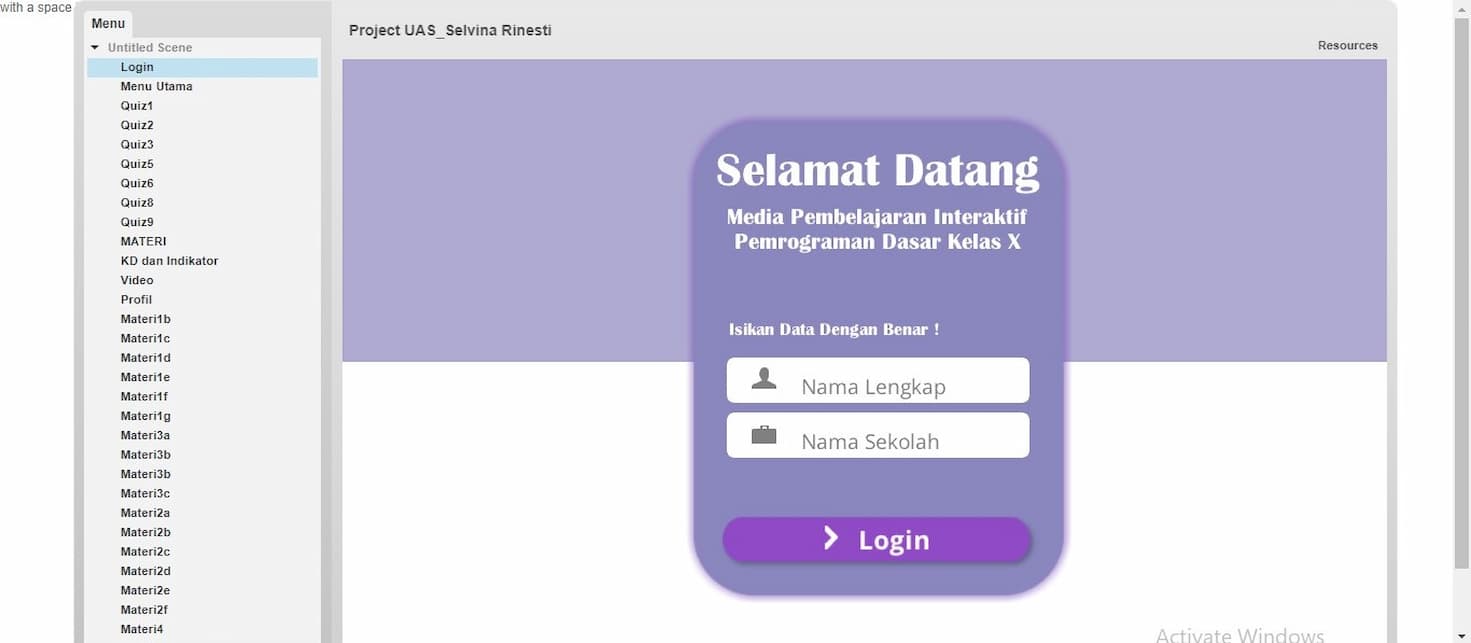 with a space
Menu
Project UAS_Selvina Rinesti
Resources
Untitled Scene
Login
Menu Utama
Quiz1
Quiz2
Quiz3
Quiz5
Quiz6
Quiz8
Quiz9
MATERI
KD dan Indikator
Video
Profil
Materi1b
Materi1c
Materi1d
Materi1e
Materi1f
Materi1g
Materi3a
Materi3b
Materi3b
Materi3c
Materi2a
Materi2b
Materi2c
Materi2d
Materi2e
Materi2f
Materi4
Selamat Datang
Media Pembelajaran Interaktif
Pemrograman Dasar Kelas X
Isikan Data Dengan Benar !
Nama Lengkap
Nama Sekolah
Login
Activate Windows